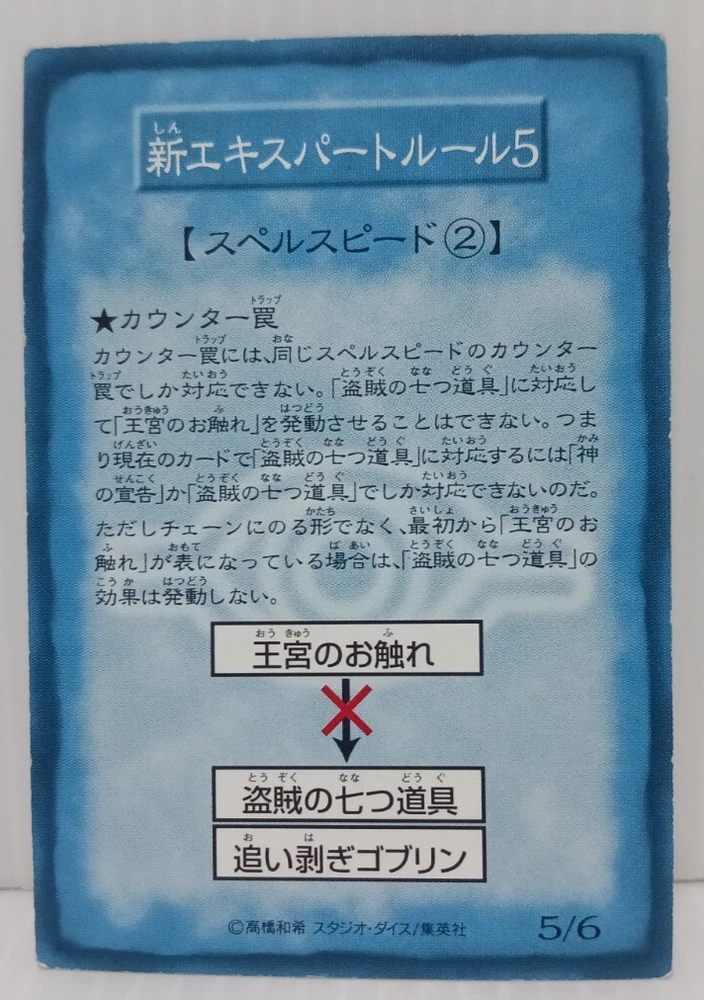 新エキスパートルール5
【スペルスピード②】
★カウンター罠
カウンター罠には、同じスペルスピードのカウンター
罠でしか対応できない。「盗賊の七つ道具」に対応し
て「王宮のお触れ」を発動させることはできない。つま
り現在のカードで「盗賊の七つ道具」に対応するには「神
の宣告」か「盗賊の七つ道具」でしか対応できないのだ。
ただしチェーンにのる形でなく、最初から「王宮のお
触れ」が表になっている場合は、「盗賊の七つ道具」の
効果は発動しない。
王宮のお触れ
盗賊の七つ道具
追い剥ぎゴブリン
©高橋和希 スタジオ・ダイス/集英社
5/6